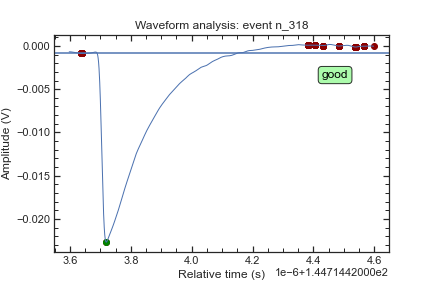 Waveform analysis: event n_318
0.000
−0.005
−0.010
−0.015
−0.020
Amplitude (V)
good
3.6
3.8
4.0
4.2
4.4
4.6
1e−6+1.4471442000e2
Relative time (s)